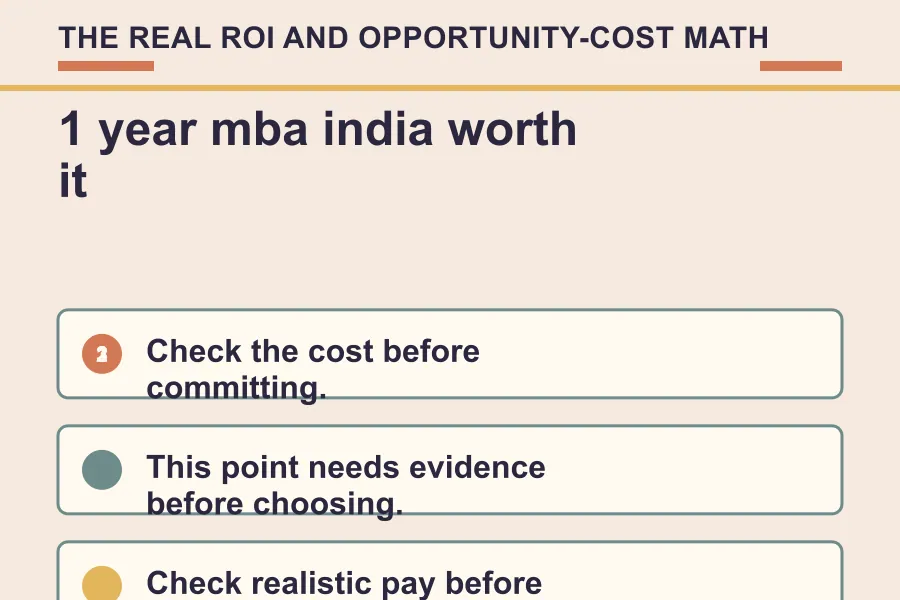 THE REAL ROI AND OPPORTUNITY-COST MATH
1 year mba india worth
it
Check the cost before
committing.
This point needs evidence
before choosing.
Check realistic pay before